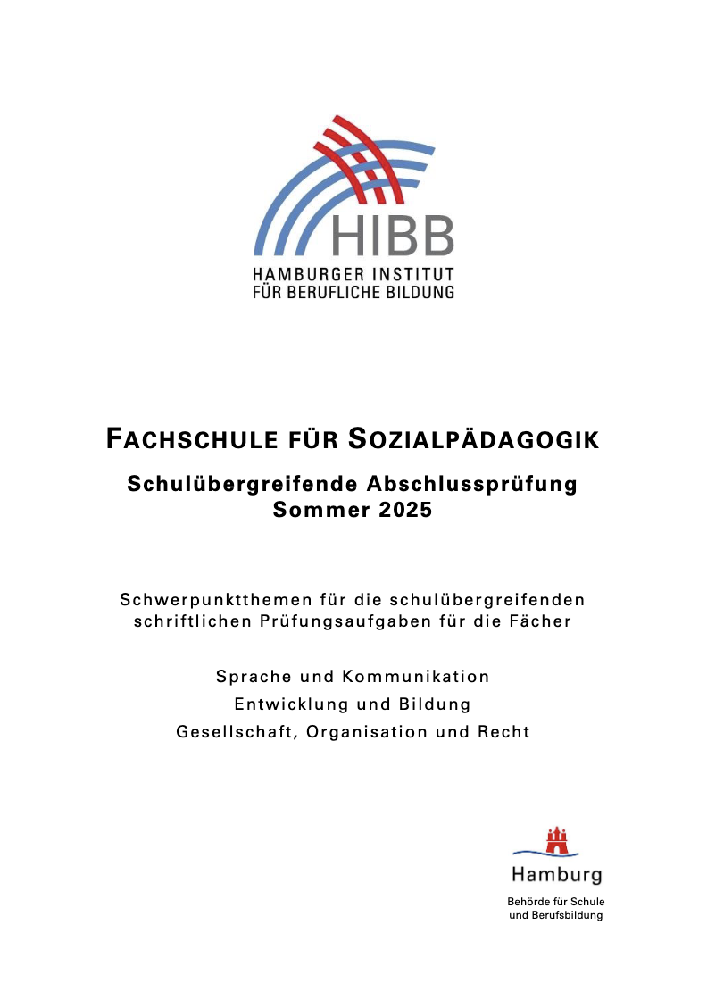 HIBB
HAMBURGER INSTITUT
FÜR BERUFLICHE BILDUNG
FACHSCHULE FÜR SOZIALPÄDAGOGIK
Schulübergreifende Abschlussprüfung
Sommer 2025
Schwerpunktthemen für die schulübergreifenden
schriftlichen Prüfungsaufgaben für die Fächer
Sprache und Kommunikation
Entwicklung und Bildung
Gesellschaft, Organisation und Recht
Hamburg
Behörde für Schule
und Berufsbildung